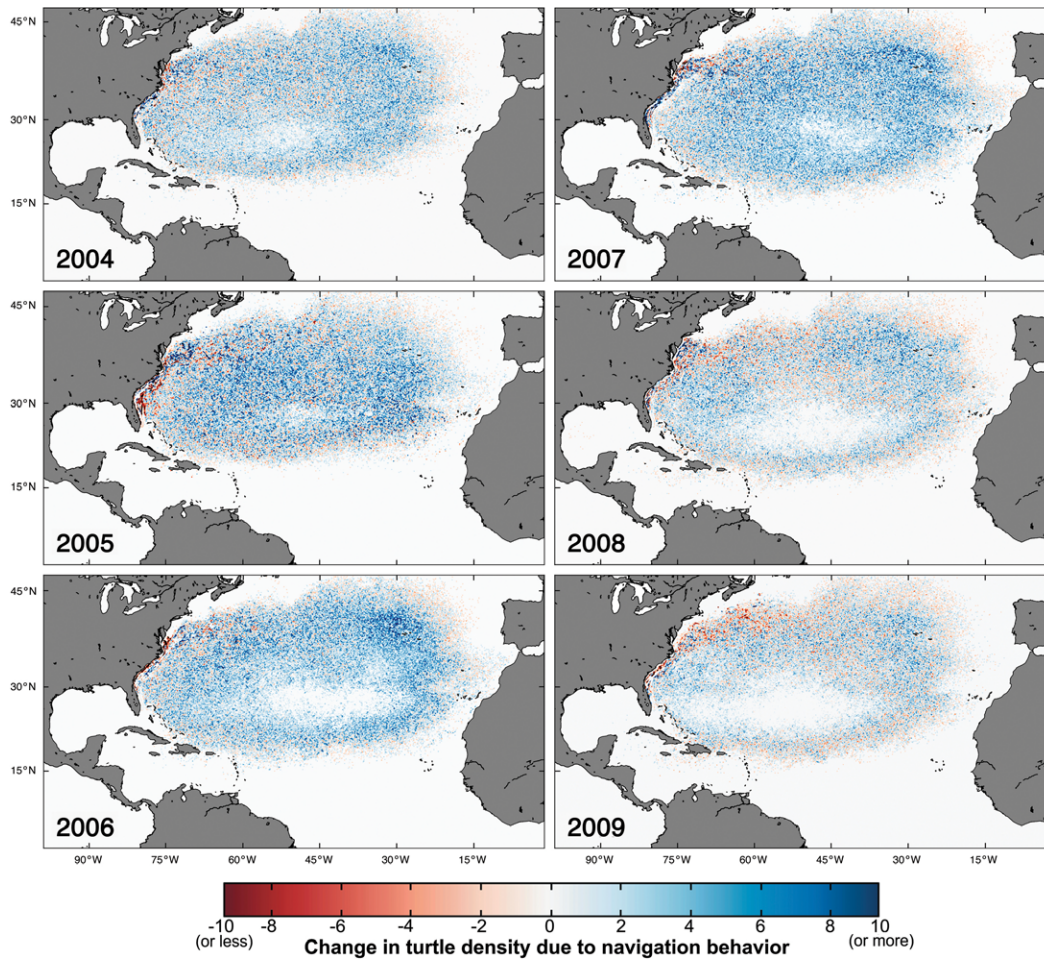 45°N
30°N
15°N
2004
2007
45°N
30°N
15°N
2005
2008
45°N
30°N
15°N
2006
2009
90°W 75°W 60°W 45°W 30°W 15°W 90°W 75°W 60°W 45°W 30°W 15°W
-10 -8 -6 -4 -2 0 2 4 6 8 10
(or less) (or more)
Change in turtle density due to navigation behavior